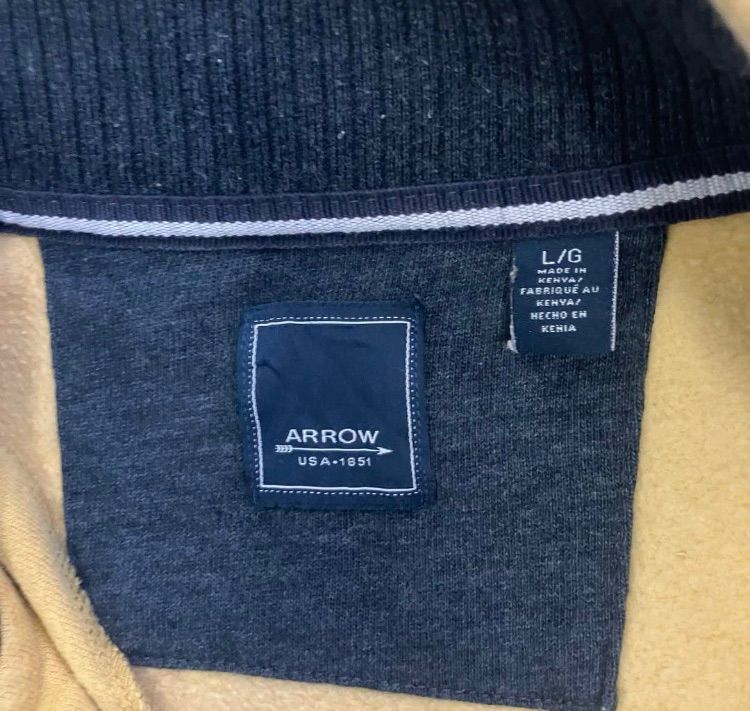 L/G
MADE IN
KENYA/
FABRIQUÉ AU
KENYA/
HECHO EN
KENIA
ARROW
USA-1851